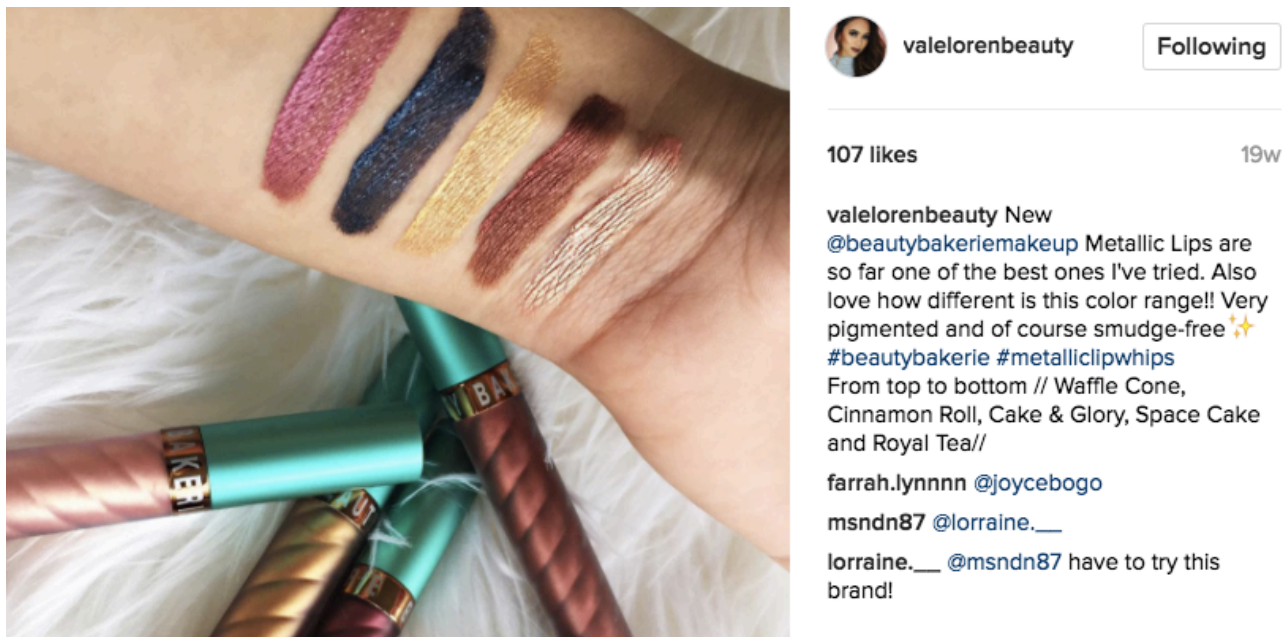 valelorenbeauty
Following
107 likes
19w
valelorenbeauty New
@beautybakeriemakeup Metallic Lips are
so far one of the best ones I've tried. Also
love how different is this color range!! Very
pigmented and of course smudge-free✨
#beautybakerie #metalliclipwhips
From top to bottom // Waffle Cone,
Cinnamon Roll, Cake & Glory, Space Cake
and Royal Tea//
farrah.lynnnn @joycebogo
msndn87 @lorraine.__
lorraine.__ @msndn87 have to try this
brand!
BAK
AKER
UT